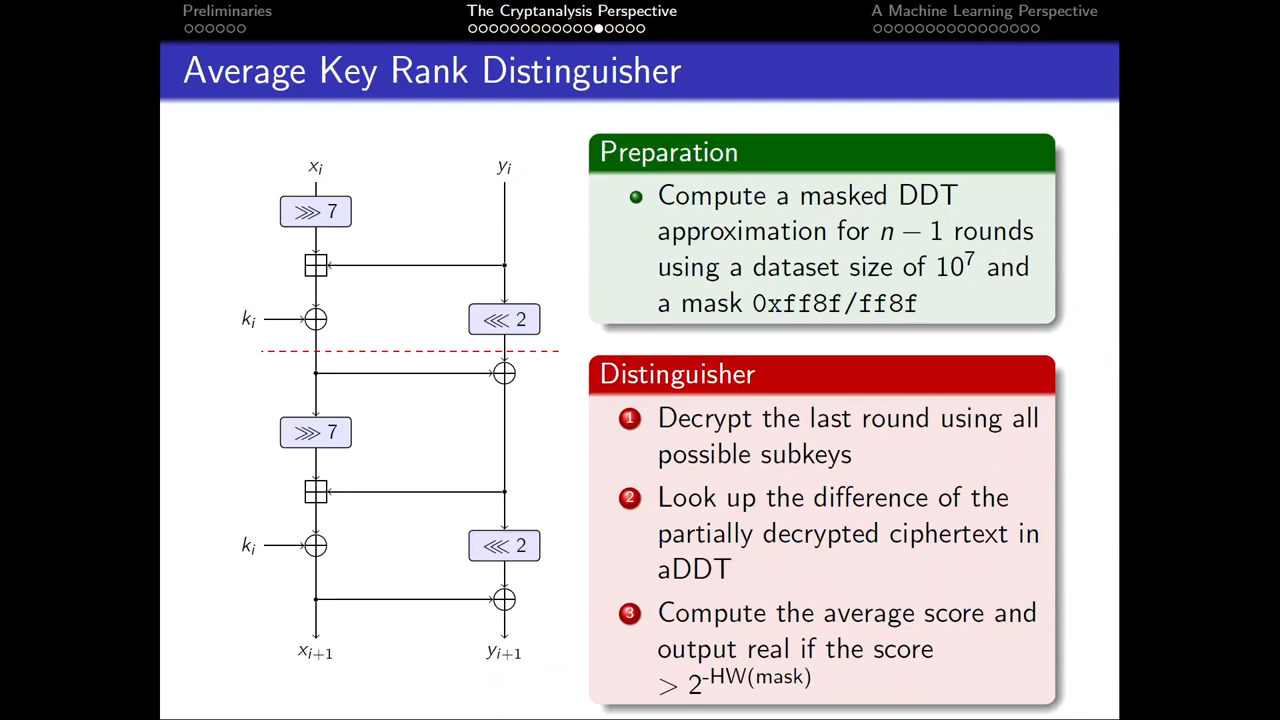 Preliminaries
The Cryptanalysis Perspective
A Machine Learning Perspective
Average Key Rank Distinguisher
x_i
y_i
⋙ 7
k_i
⋘ 2
⋙ 7
k_i
⋘ 2
x_{i+1}
y_{i+1}
Preparation
Compute a masked DDT
approximation for n − 1 rounds
using a dataset size of 10^7 and
a mask 0xff8f/ff8f
Distinguisher
1 Decrypt the last round using all
possible subkeys
2 Look up the difference of the
partially decrypted ciphertext in
aDDT
3 Compute the average score and
output real if the score
> 2^{-HW(mask)}